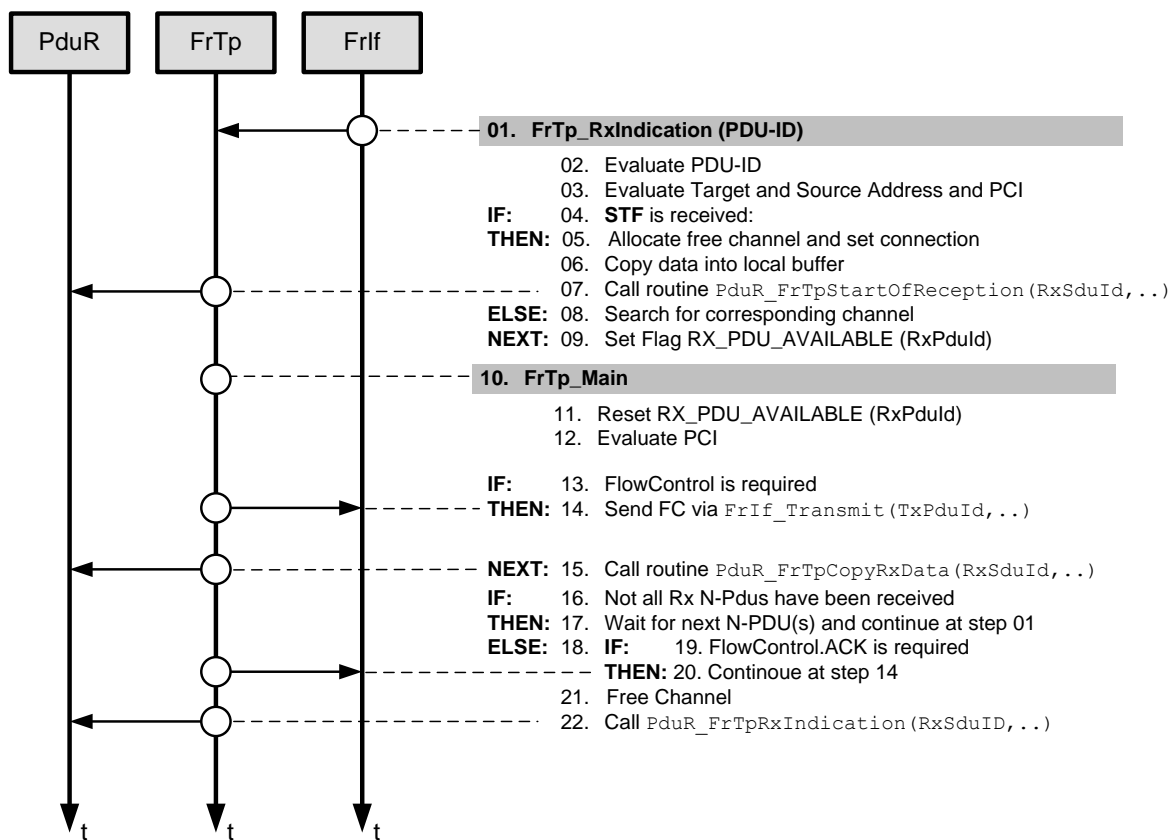 PduR FrTp FrIf
01. FrTp_RxIndication (PDU-ID)
02. Evaluate PDU-ID
03. Evaluate Target and Source Address and PCI
IF: 04. STF is received:
THEN: 05. Allocate free channel and set connection
06. Copy data into local buffer
07. Call routine PduR_FrTpStartOfReception(RxSduId,..)
ELSE: 08. Search for corresponding channel
NEXT: 09. Set Flag RX_PDU_AVAILABLE (RxPduId)
10. FrTp_Main
11. Reset RX_PDU_AVAILABLE (RxPduId)
12. Evaluate PCI
IF: 13. FlowControl is required
THEN: 14. Send FC via FrIf_Transmit(TxPduId,..)
NEXT: 15. Call routine PduR_FrTpCopyRxData(RxSduId,..)
IF: 16. Not all Rx N-Pdus have been received
THEN: 17. Wait for next N-PDU(s) and continue at step 01
ELSE: 18. IF: 19. FlowControl.ACK is required
THEN: 20. Continoue at step 14
21. Free Channel
22. Call PduR_FrTpRxIndication(RxSduID,..)
t t t